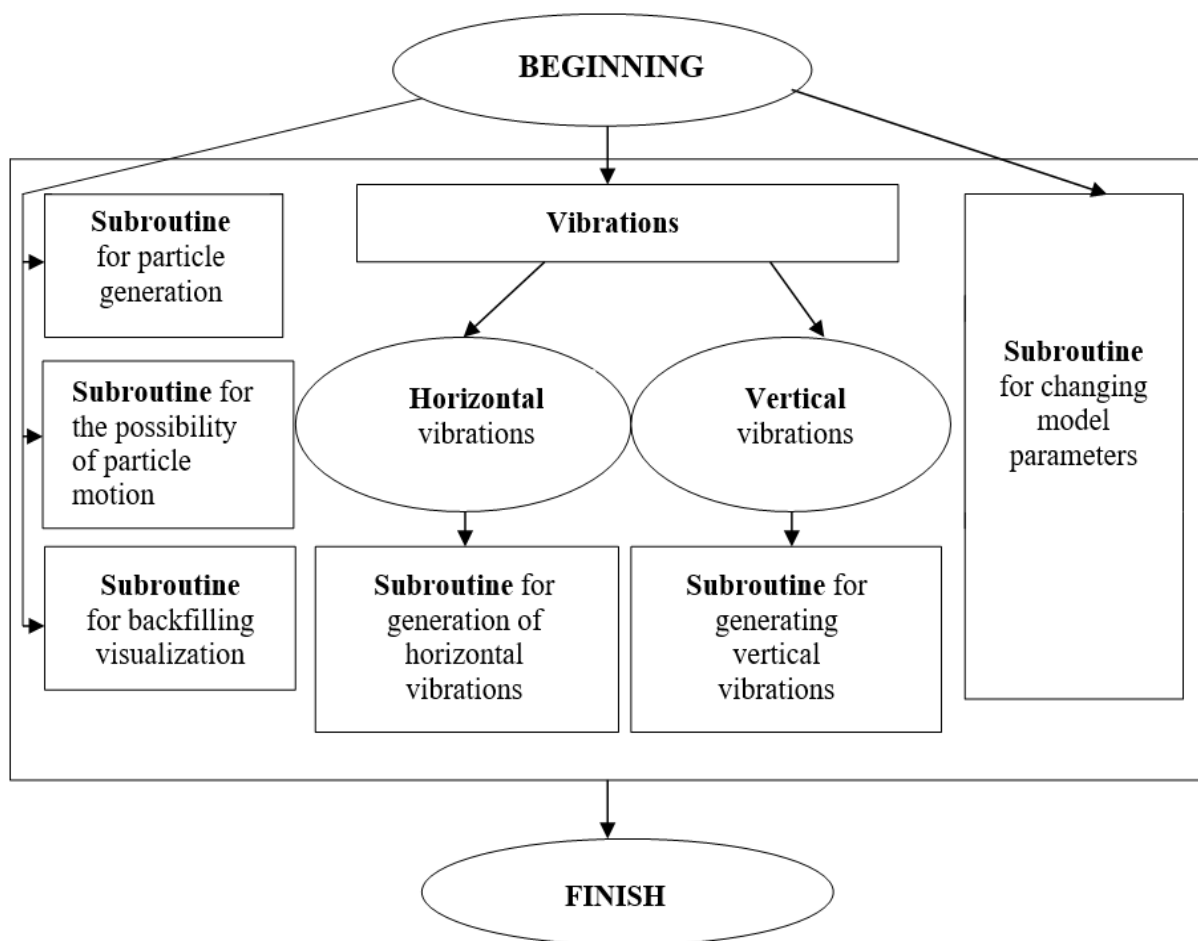 BEGINNING
Subroutine
for particle
generation
Subroutine for
the possibility
of particle
motion
Subroutine
for backfilling
visualization
Vibrations
Horizontal
vibrations
Vertical
vibrations
Subroutine for
generation of
horizontal
vibrations
Subroutine for
generating
vertical
vibrations
Subroutine
for changing
model
parameters
FINISH